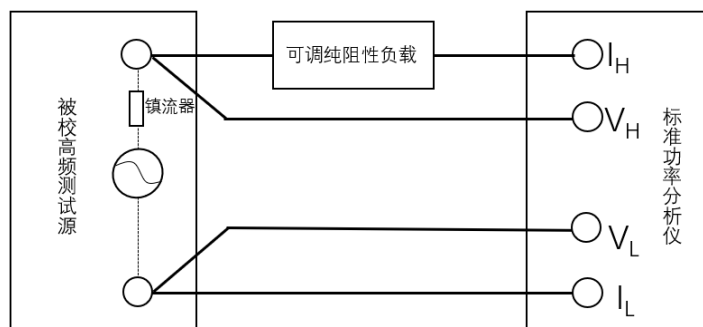 被校高频测试源
镇流器
可调纯阻性负载
I_H
V_H
V_L
I_L
标准功率分析仪